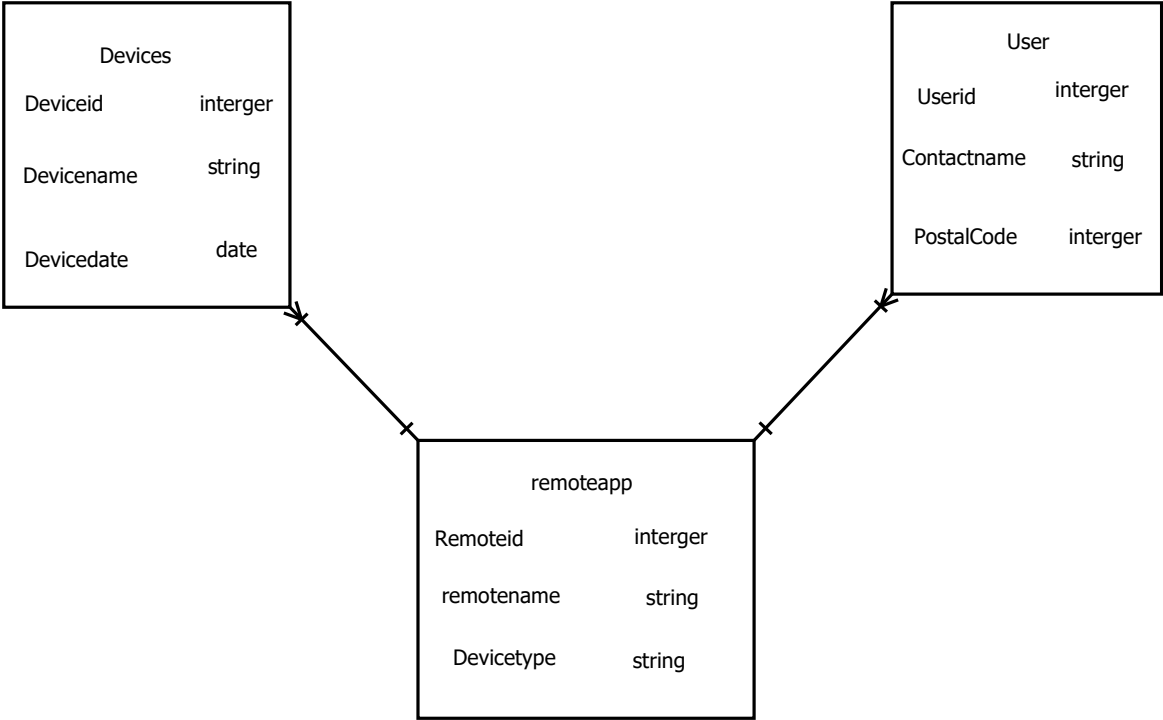 Devices
Deviceid interger
Devicename string
Devicedate date
User
Userid interger
Contactname string
PostalCode interger
remoteapp
Remoteid interger
remotename string
Devicetype string